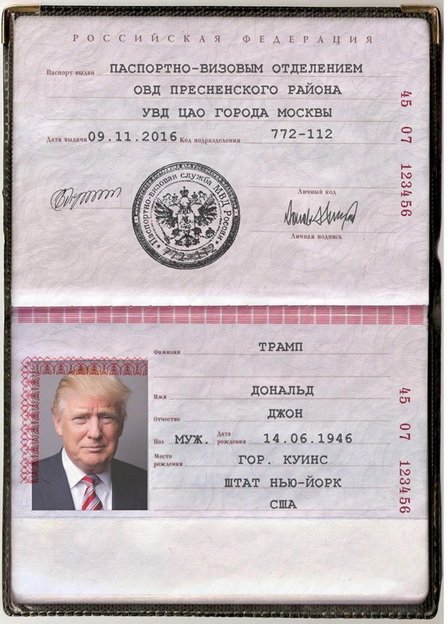 РОССИЙСКАЯ ФЕДЕРАЦИЯ
Паспорт выдан ПАСПОРТНО-ВИЗОВЫМ ОТДЕЛЕНИЕМ
ОВД ПРЕСНЕНСКОГО РАЙОНА
УВД ЦАО ГОРОДА МОСКВЫ
Дата выдачи 09.11.2016 Код подразделения 772-112
45 07 123456
Личный код
Паспортно-визовая служба МВД России
772-112
Личная подпись
Фамилия ТРАМП
Имя ДОНАЛЬД
Отчество ДЖОН
Пол МУЖ. Дата рождения 14.06.1946
Место рождения ГОР. КУИНС
ШТАТ НЬЮ-ЙОРК
США
45 07 123456